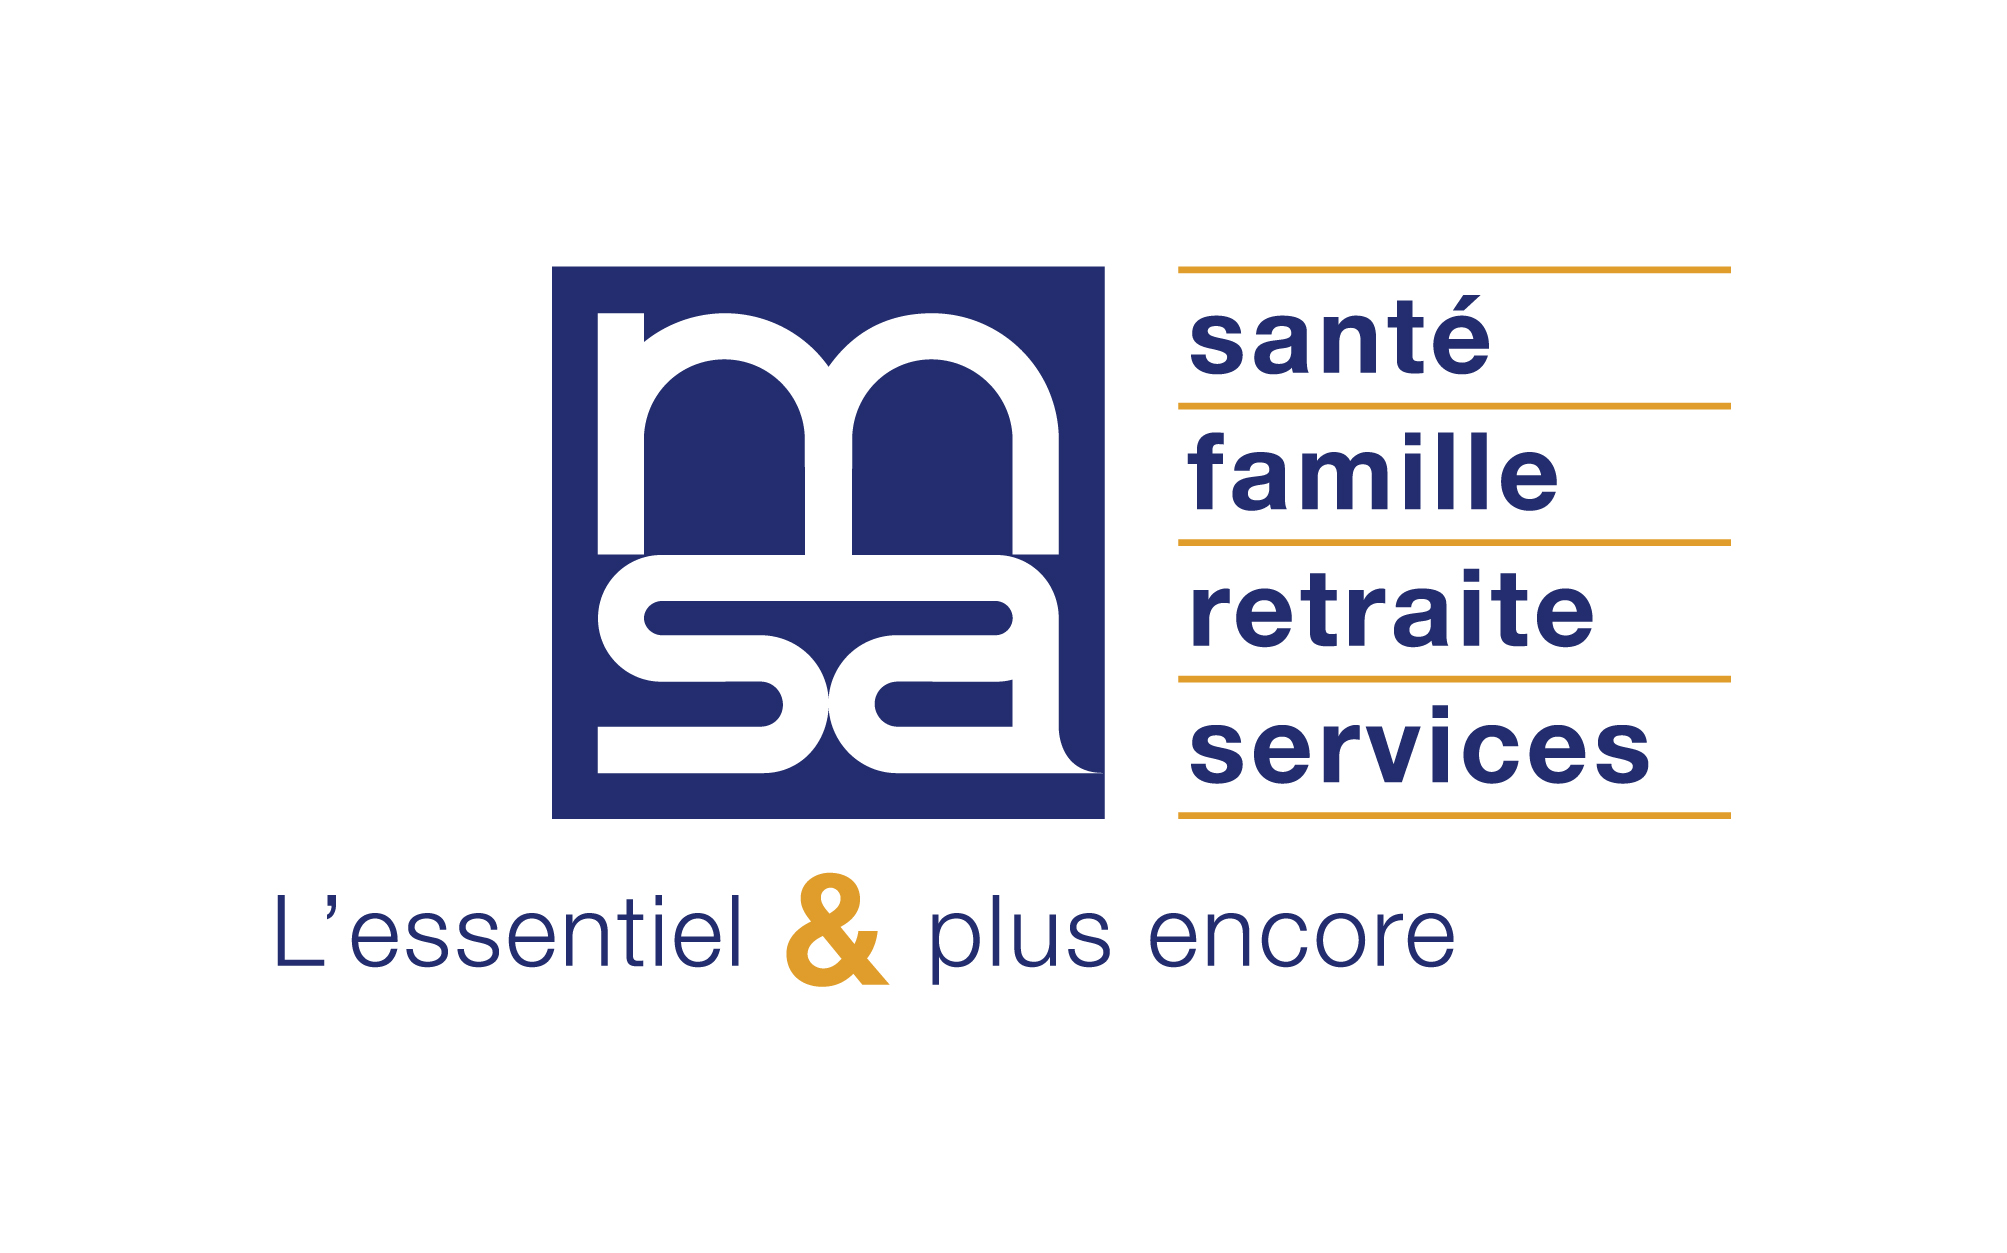 msa
santé
famille
retraite
services
L’essentiel & plus encore